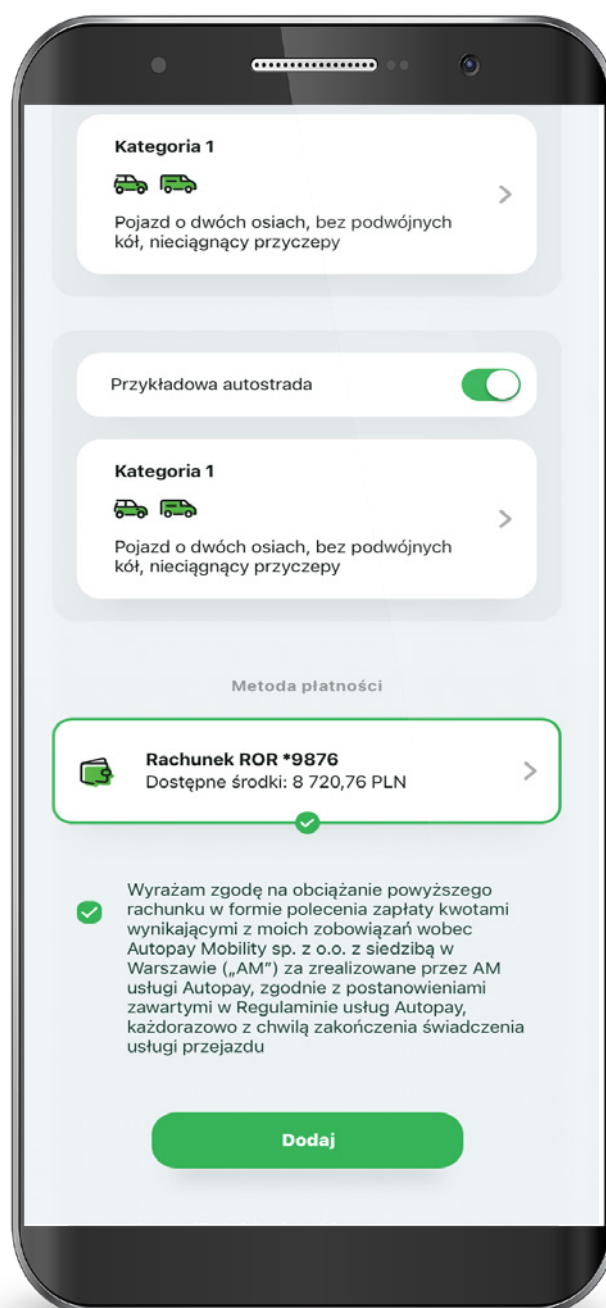 Kategoria 1
Pojazd o dwóch osiach, bez podwójnych
kół, nieciągnący przyczepy
Przykładowa autostrada
Kategoria 1
Pojazd o dwóch osiach, bez podwójnych
kół, nieciągnący przyczepy
Metoda płatności
Rachunek ROR *9876
Dostępne środki: 8 720,76 PLN
Wyrażam zgodę na obciążanie powyższego
rachunku w formie polecenia zapłaty kwotami
wynikającymi z moich zobowiązań wobec
Autopay Mobility sp. z o.o. z siedzibą w
Warszawie („AM”) za zrealizowane przez AM
usługi Autopay, zgodnie z postanowieniami
zawartymi w Regulaminie usług Autopay,
każdorazowo z chwilą zakończenia świadczenia
usługi przejazdu
Dodaj